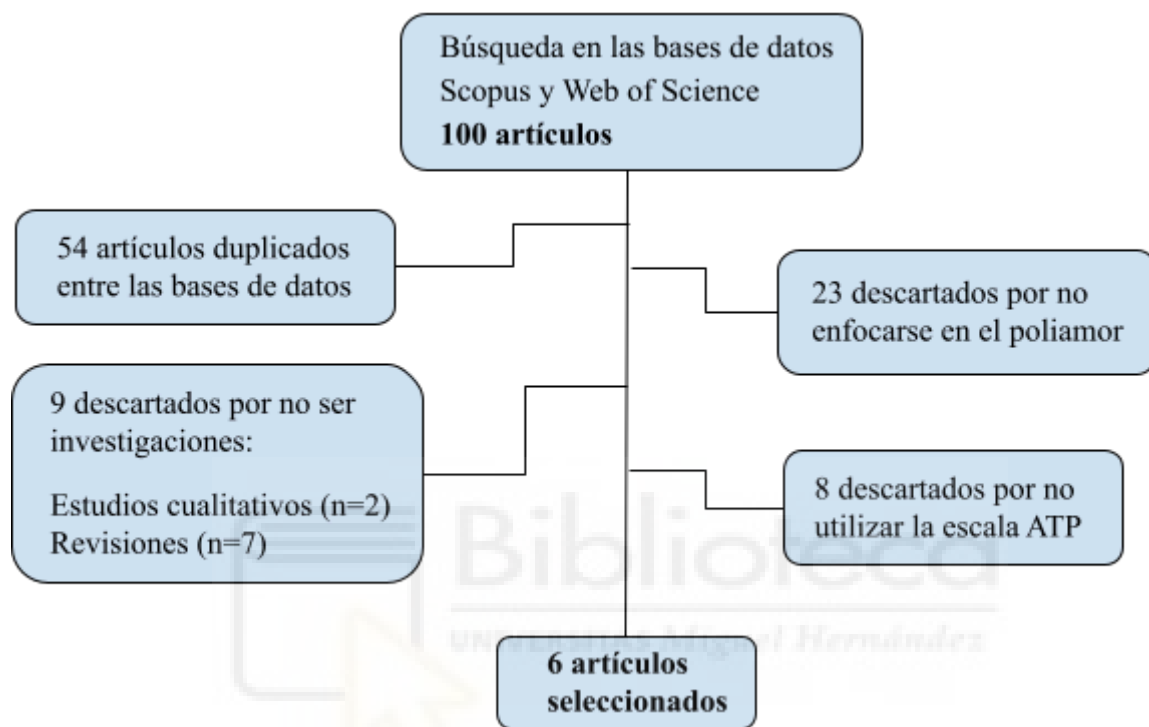 Búsqueda en las bases de datos
Scopus y Web of Science
100 artículos
54 artículos duplicados
entre las bases de datos
23 descartados por no
enfocarse en el poliamor
9 descartados por no ser
investigaciones:
Estudios cualitativos (n=2)
Revisiones (n=7)
8 descartados por no
utilizar la escala ATP
Biblioteca
UNIVERSITAS Miguel Hernández
6 artículos
seleccionados